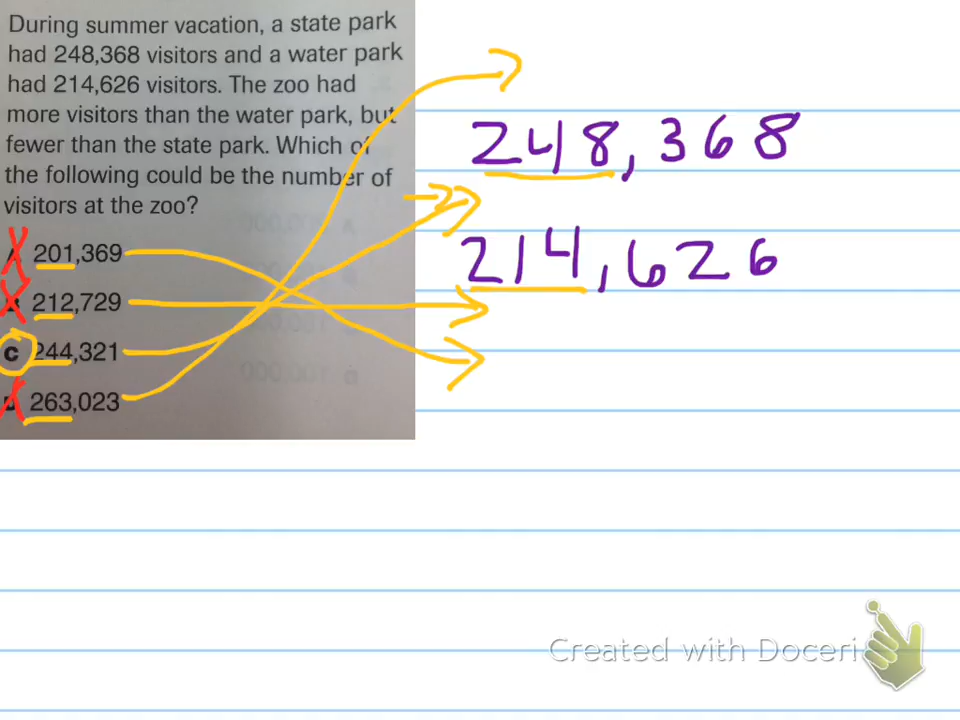 During summer vacation, a state park
had 248,368 visitors and a water park
had 214,626 visitors. The zoo had
more visitors than the water park, but
fewer than the state park. Which of
the following could be the number of
visitors at the zoo?
A 201,369
B 212,729
C 244,321
D 263,023
248,368
214,626
Created with Doceri